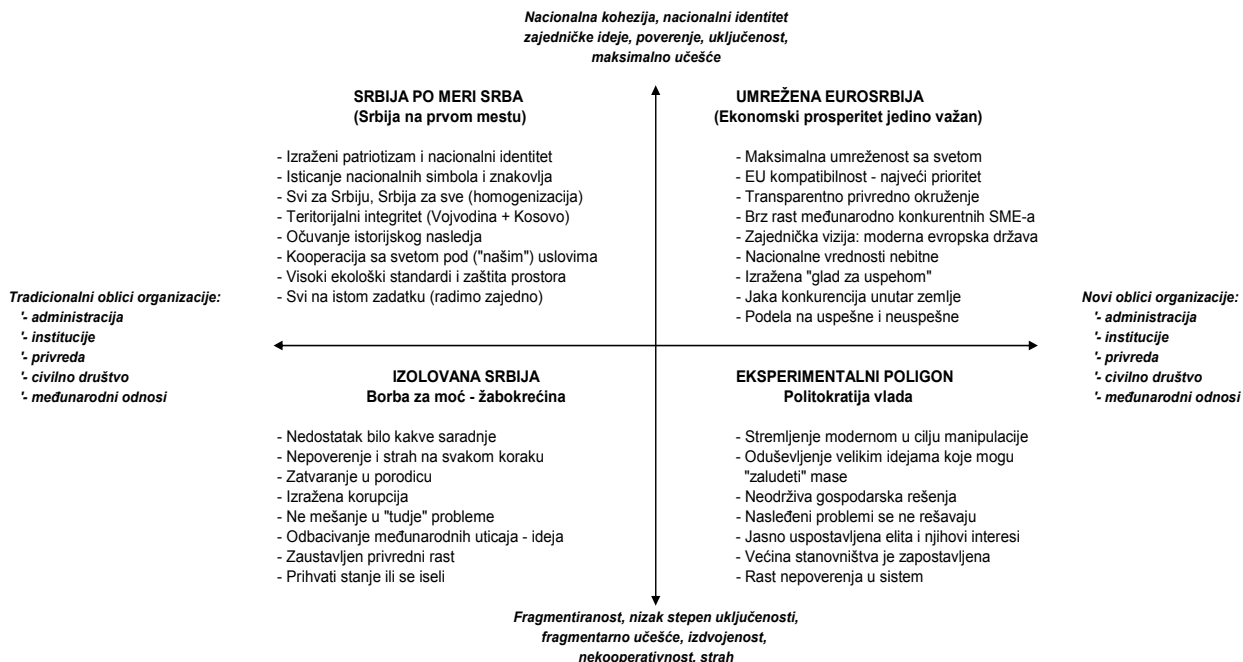 Nacionalna kohezija, nacionalni identitet
zajedničke ideje, poverenje, uključenost,
maksimalno učešće
SRBIJA PO MERI SRBA
(Srbija na prvom mestu)
- Izraženi patriotizam i nacionalni identitet
- Isticanje nacionalnih simbola i znakovlja
- Svi za Srbiju, Srbija za sve (homogenizacija)
- Teritorijalni integritet (Vojvodina + Kosovo)
- Očuvanje istorijskog nasledja
- Kooperacija sa svetom pod ("našim") uslovima
- Visoki ekološki standardi i zaštita prostora
- Svi na istom zadatku (radimo zajedno)
UMREŽENA EUROSRBIJA
(Ekonomski prosperitet jedino važan)
- Maksimalna umreženost sa svetom
- EU kompatibilnost - najveći prioritet
- Transparentno privredno okruženje
- Brz rast međunarodno konkurentnih SME-a
- Zajednička vizija: moderna evropska država
- Nacionalne vrednosti nebitne
- Izražena "glad za uspehom"
- Jaka konkurencija unutar zemlje
- Podela na uspešne i neuspešne
Tradicionalni oblici organizacije:
'- administracija
'- institucije
'- privreda
'- civilno društvo
'- međunarodni odnosi
Novi oblici organizacije:
'- administracija
'- institucije
'- privreda
'- civilno društvo
'- međunarodni odnosi
IZOLOVANA SRBIJA
Borba za moć - žabokrećina
- Nedostatak bilo kakve saradnje
- Nepoverenje i strah na svakom koraku
- Zatvaranje u porodicu
- Izražena korupcija
- Ne mešanje u "tudje" probleme
- Odbacivanje međunarodnih uticaja - ideja
- Zaustavljen privredni rast
- Prihvati stanje ili se iseli
EKSPERIMENTALNI POLIGON
Politokratija vlada
- Stremljenje modernom u cilju manipulacije
- Oduševljenje velikim idejama koje mogu
"zaludeti" mase
- Neodrživa gospodarska rešenja
- Nasleđeni problemi se ne rešavaju
- Jasno uspostavljena elita i njihovi interesi
- Većina stanovništva je zapostavljena
- Rast nepoverenja u sistem
Fragmentiranost, nizak stepen uključenosti,
fragmentarno učešće, izdvojenost,
nekooperativnost, strah